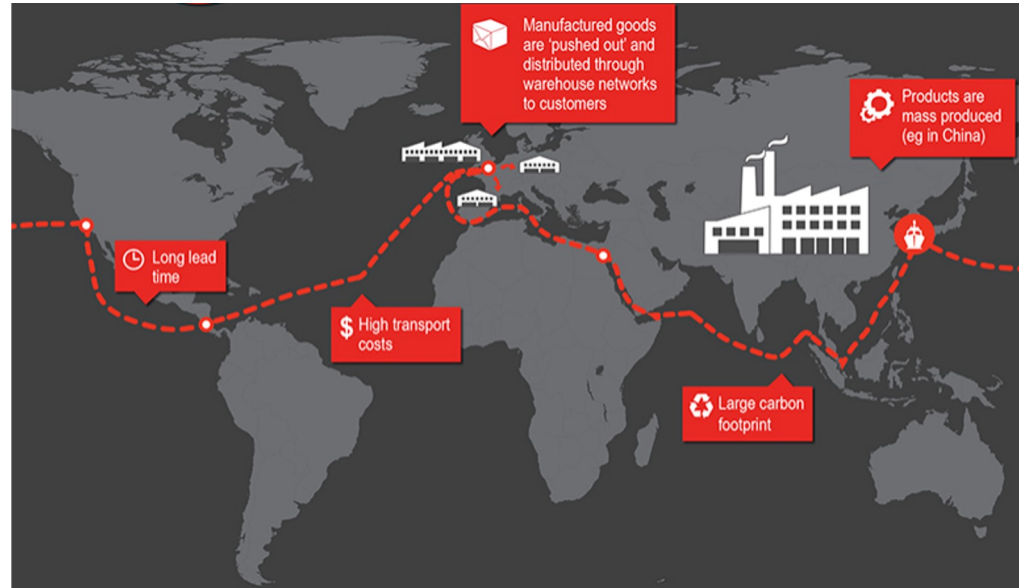 Manufactured goods
are ‘pushed out’ and
distributed through
warehouse networks
to customers
Products are
mass produced
(eg in China)
Long lead
time
$ High transport
costs
Large carbon
footprint